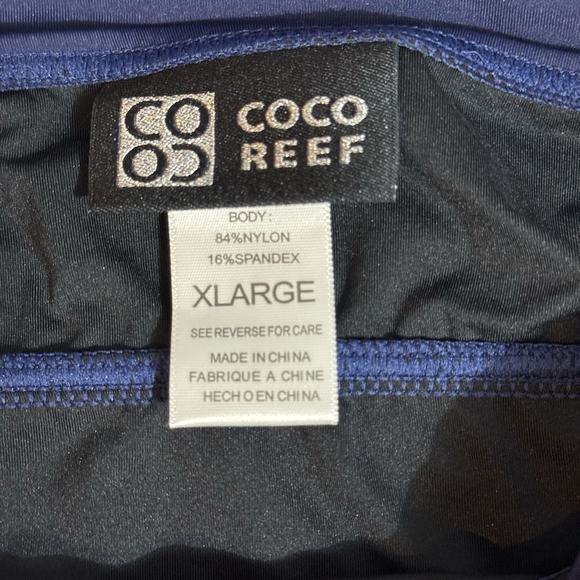 COCO
REEF
BODY:
84%NYLON
16%SPANDEX
XLARGE
SEE REVERSE FOR CARE
MADE IN CHINA
FABRIQUE A CHINE
HECHO EN CHINA